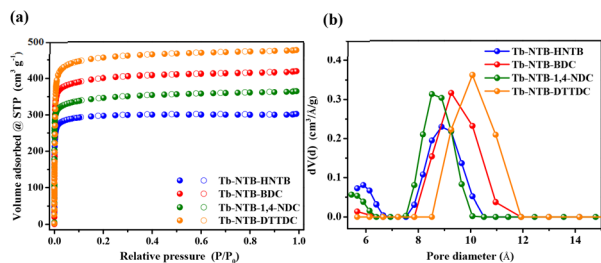 (a)
500
400
300
200
100
0
0.0 0.2 0.4 0.6 0.8 1.0
Volume adsorbed @ STP (cm³ g⁻¹)
Relative pressure (P/P₀)
Tb-NTB-HNTB
Tb-NTB-BDC
Tb-NTB-1,4-NDC
Tb-NTB-DTTDC
(b)
Tb-NTB-HNTB
Tb-NTB-BDC
Tb-NTB-1,4-NDC
Tb-NTB-DTTDC
0.4
0.3
0.2
0.1
0.0
6 8 10 12 14
dV(d) (cm³/Å/g)
Pore diameter (Å)